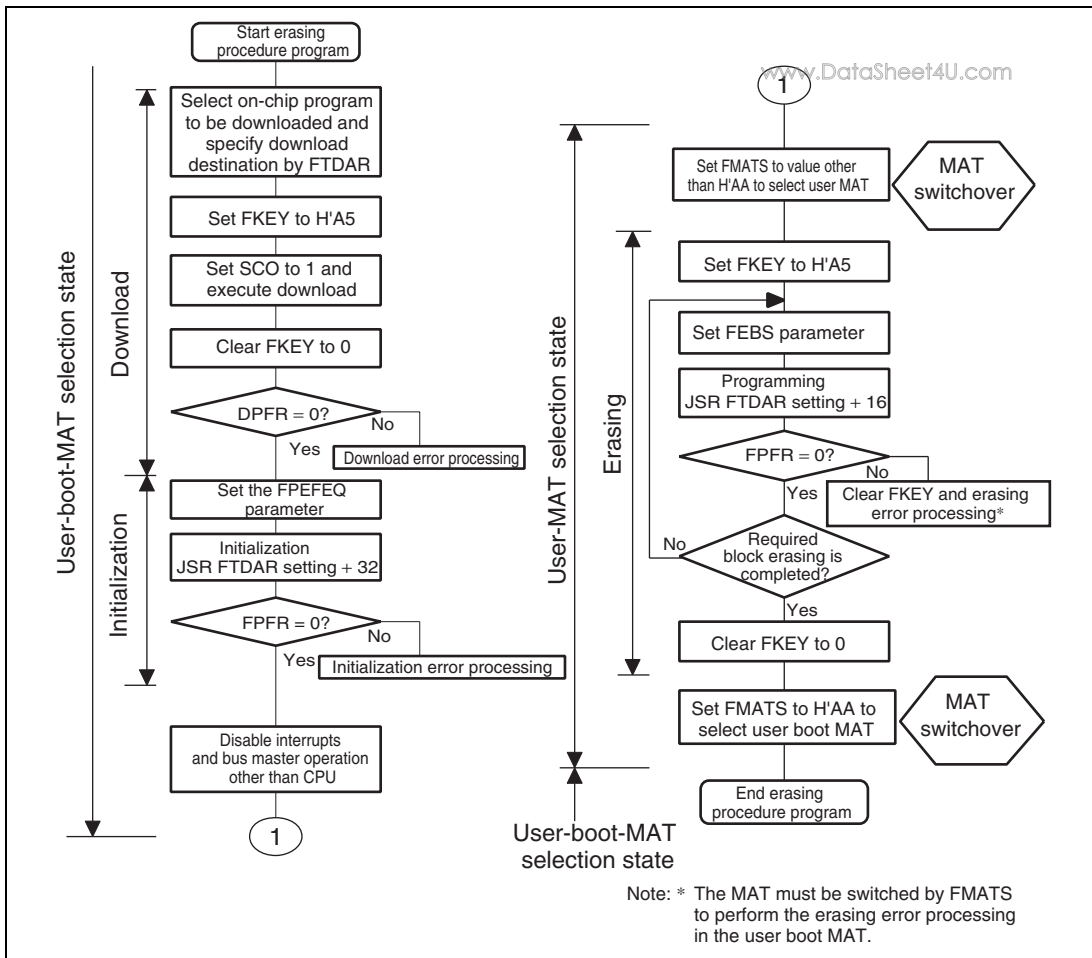 Start erasing
procedure program
Select on-chip program
to be downloaded and
specify download
destination by FTDAR
Set FKEY to H'A5
Set SCO to 1 and
execute download
Clear FKEY to 0
DPFR = 0?
No
Yes
Download error processing
Set the FPEFEQ
parameter
Initialization
JSR FTDAR setting + 32
FPFR = 0?
No
Yes
Initialization error processing
Disable interrupts
and bus master operation
other than CPU
1
User-boot-MAT selection state
Download
Initialization
www.DataSheet4U.com
1
Set FMATS to value other
than H'AA to select user MAT
MAT
switchover
Set FKEY to H'A5
Set FEBS parameter
Programming
JSR FTDAR setting + 16
FPFR = 0?
No
Yes
Clear FKEY and erasing
error processing*
Required
block erasing is
completed?
No
Yes
Clear FKEY to 0
Set FMATS to H'AA to
select user boot MAT
MAT
switchover
End erasing
procedure program
User-MAT selection state
Erasing
User-boot-MAT
selection state
Note: * The MAT must be switched by FMATS
to perform the erasing error processing
in the user boot MAT.